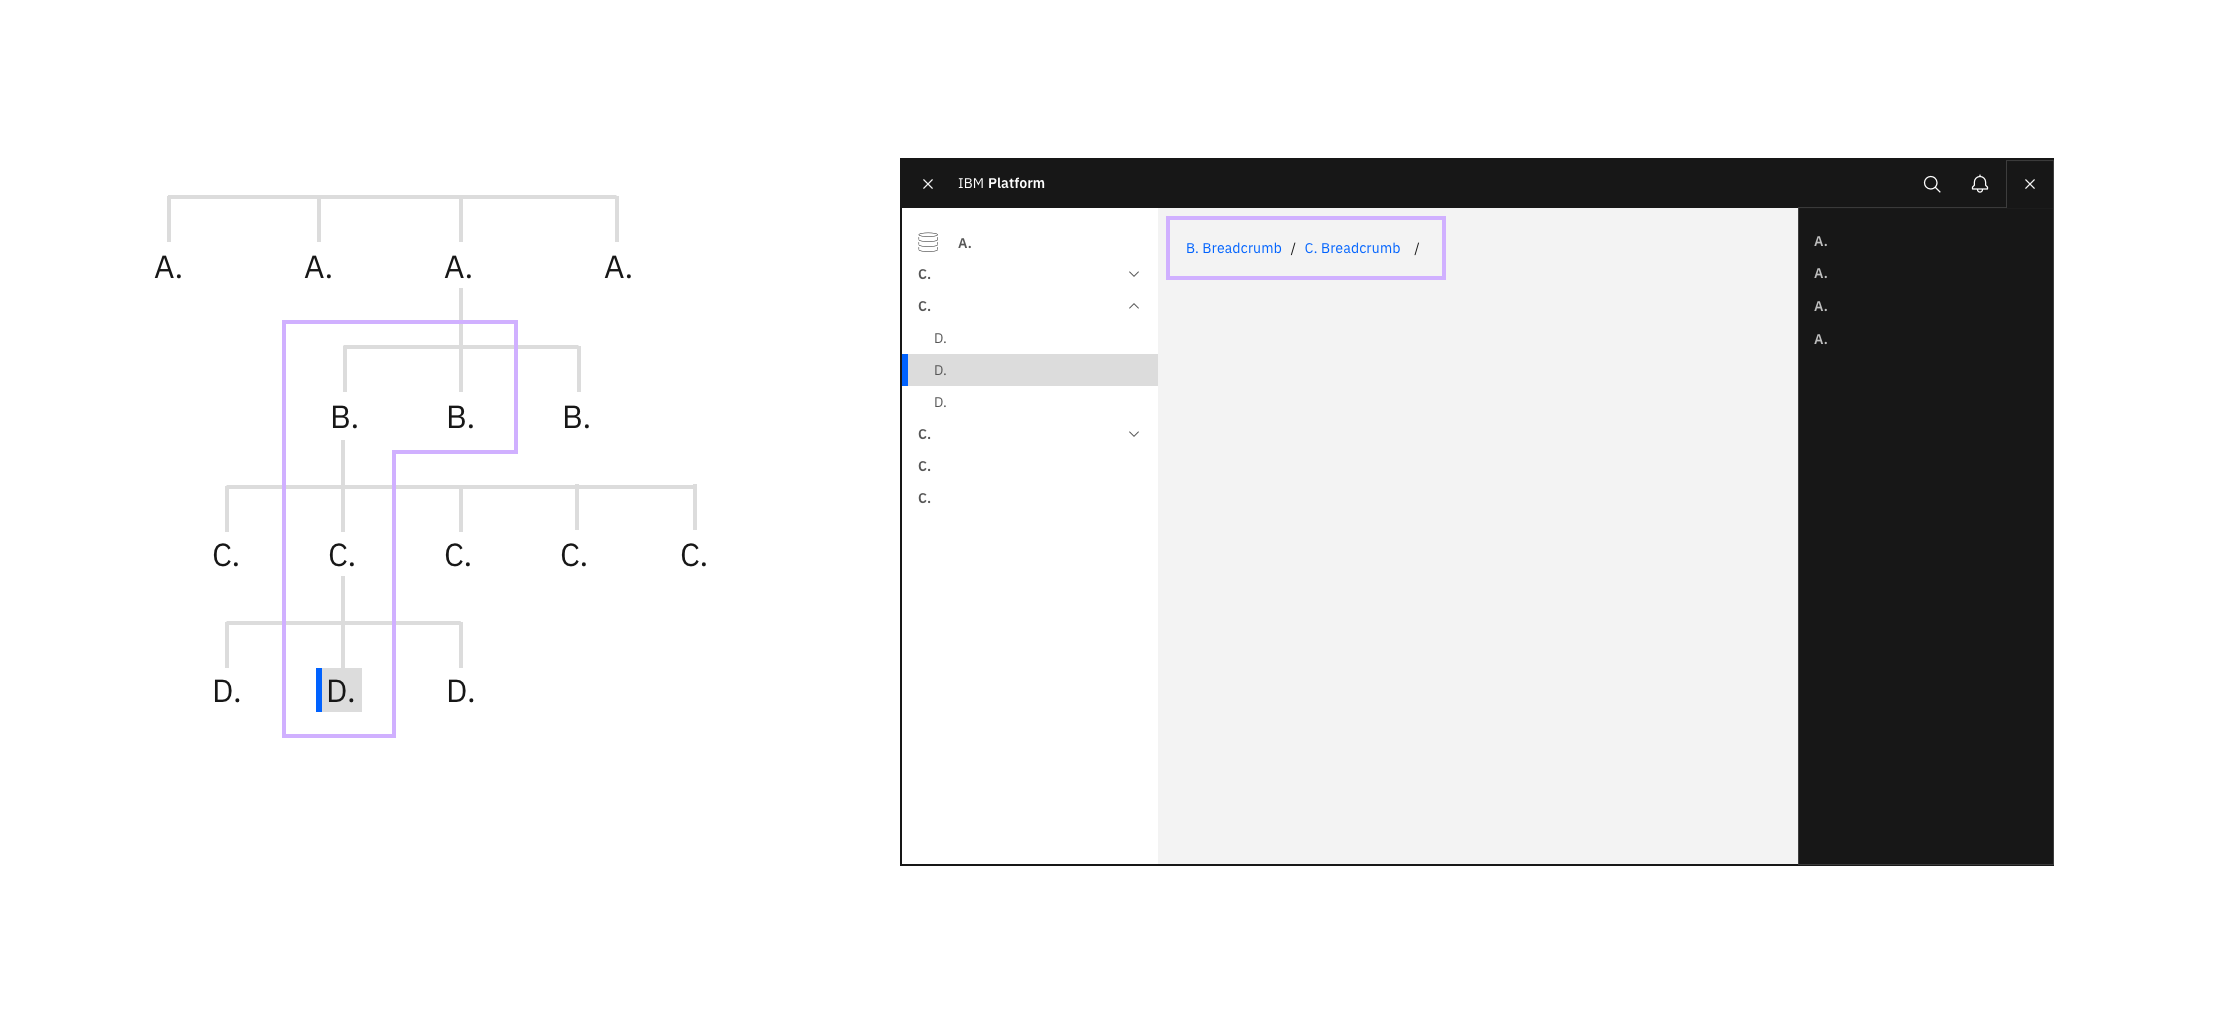 A. A. A. A.
B. B. B.
C. C. C. C. C.
D. D. D.
IBM Platform
A.
C.
C.
D.
D.
D.
C.
C.
C.
B. Breadcrumb / C. Breadcrumb /
A.
A.
A.
A.